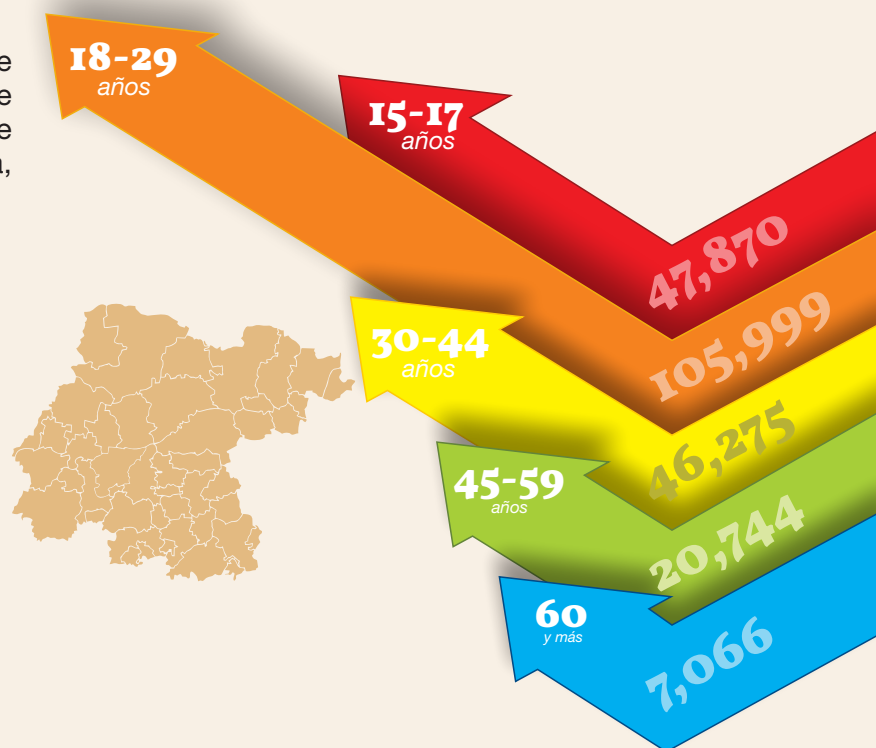 e
e
e
a,
18-29
años
15-17
años
47,870
105,999
30-44
años
46,275
45-59
años
20,744
60
y más
7,066